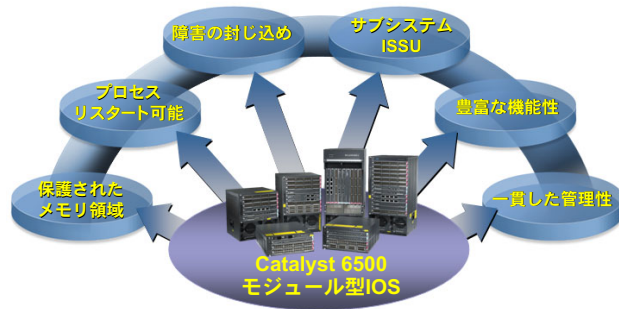 障害の封じ込め
サブシステム
ISSU
プロセス
リスタート可能
豊富な機能性
保護された
メモリ領域
一貫した管理性
Catalyst 6500
モジュール型IOS